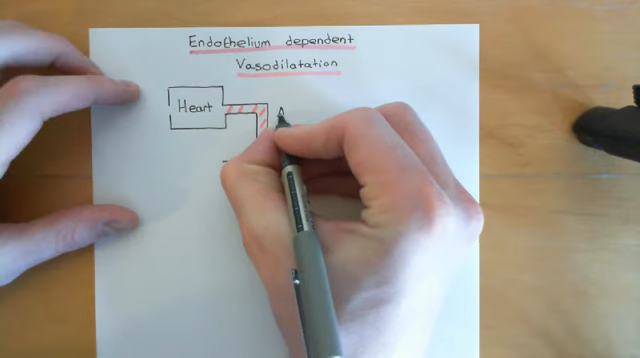 Endothelium dependent
Vasodilatation
Heart
A